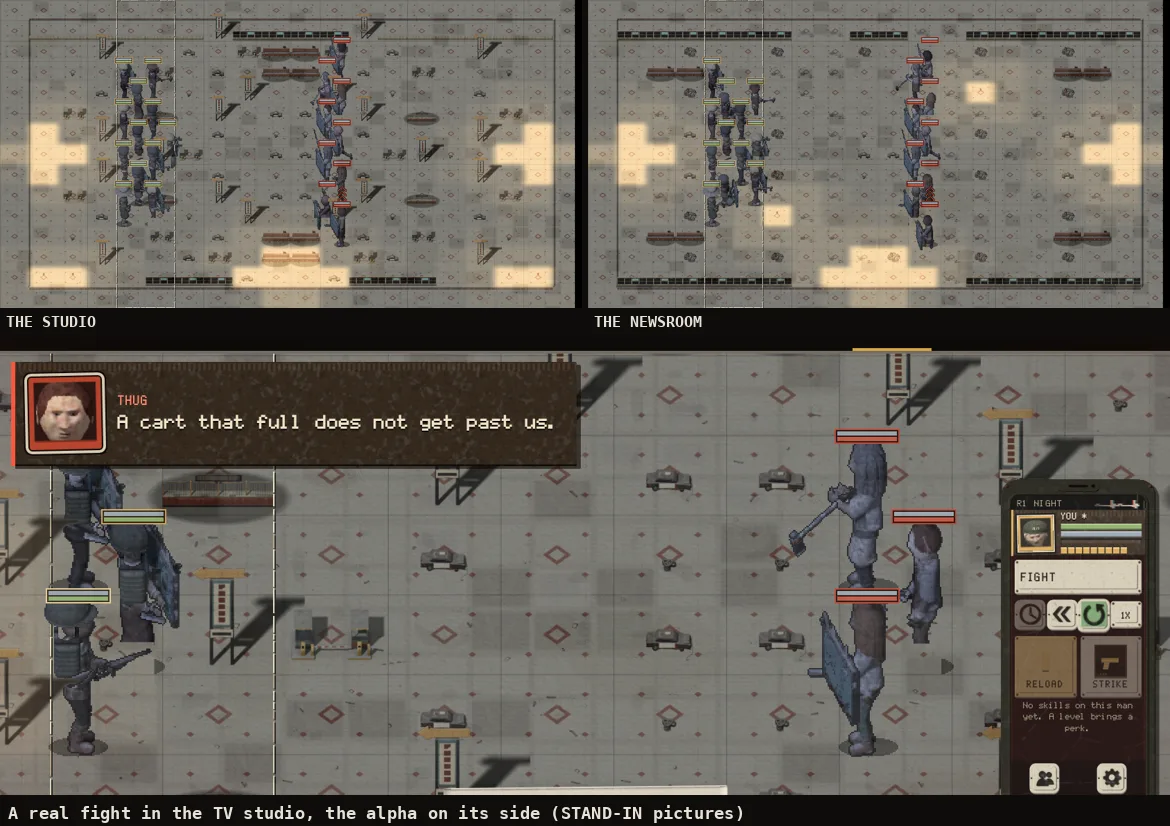 THE STUDIO
THE NEWSROOM
THUG
A cart that full does not get past us.
R1 NIGHT
YOU *
FIGHT
1X
RELOAD
STRIKE
No skills on this man
yet. A level brings a
perk.
A real fight in the TV studio, the alpha on its side (STAND-IN pictures)